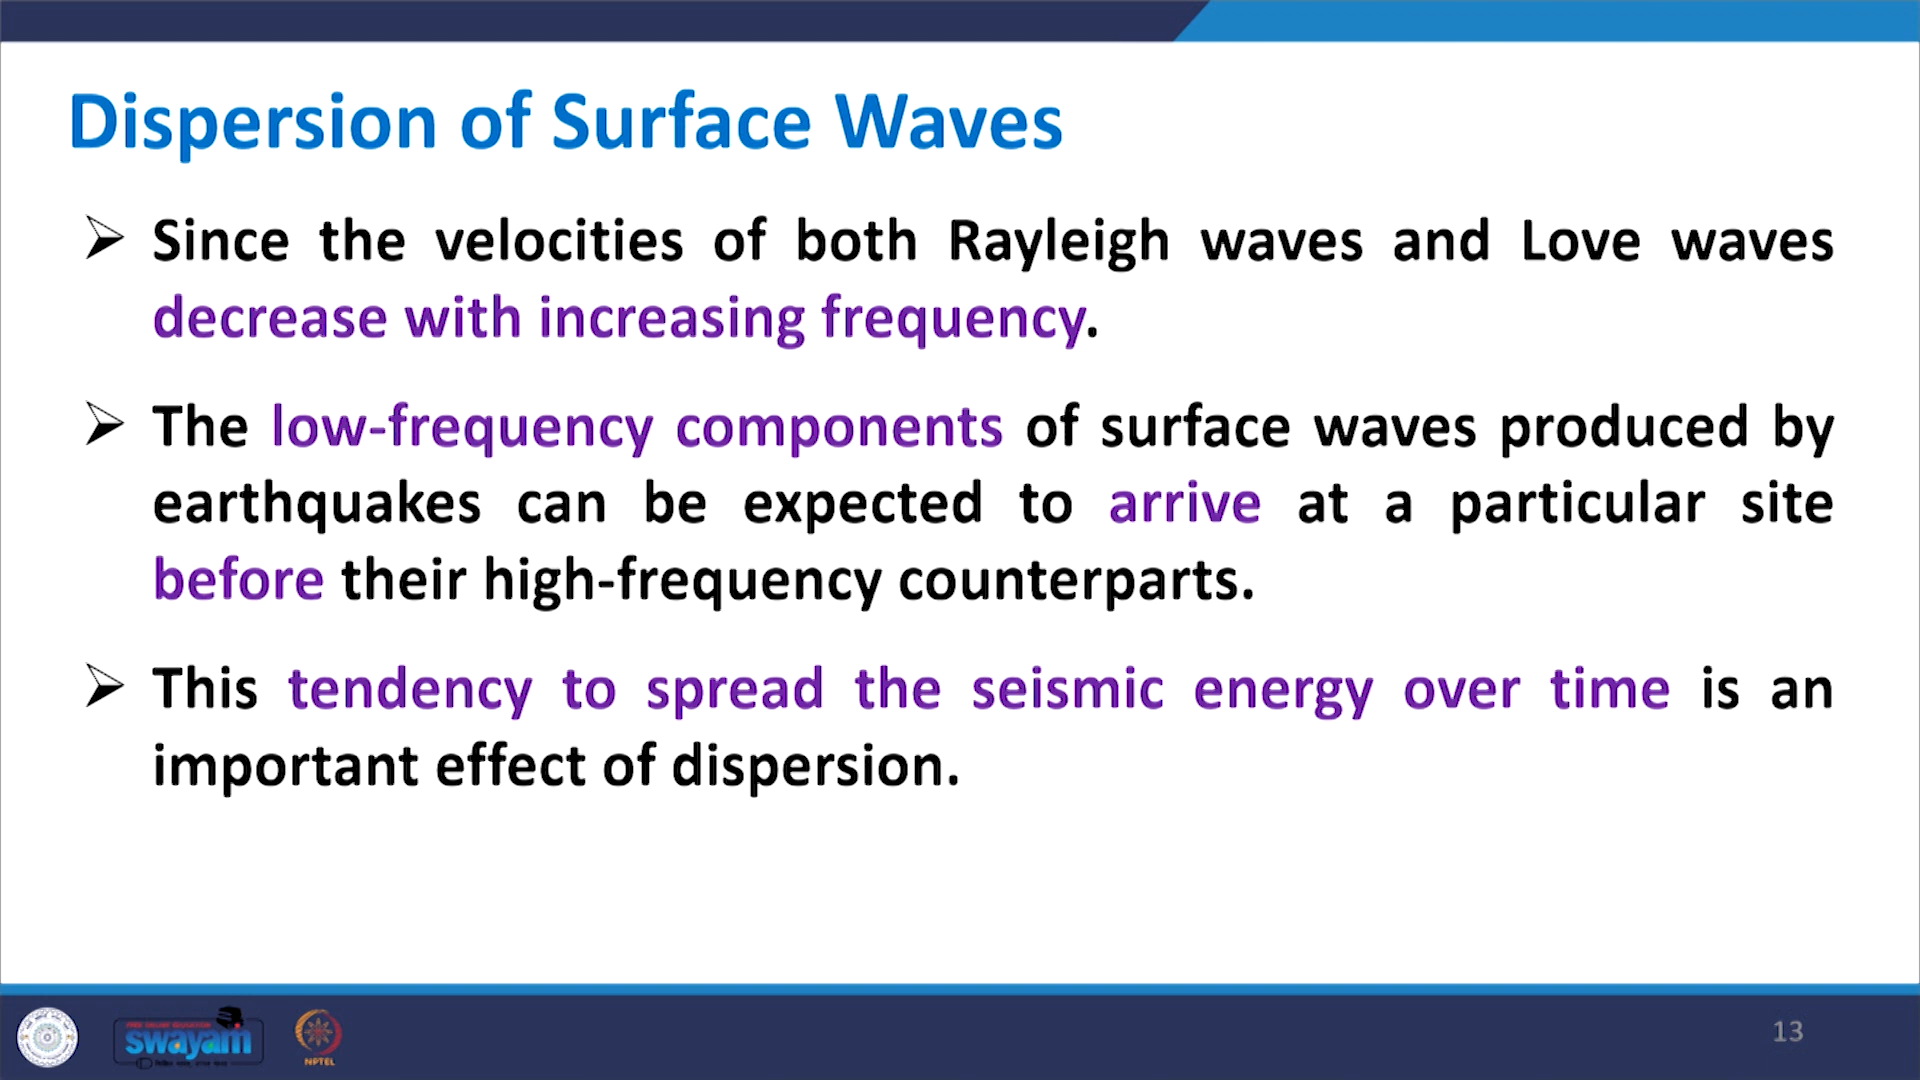 Dispersion of Surface Waves
Since the velocities of both Rayleigh waves and Love waves
decrease with increasing frequency.
The low-frequency components of surface waves produced by
earthquakes can be expected to arrive at a particular site
before their high-frequency counterparts.
This tendency to spread the seismic energy over time is an
important effect of dispersion.
FREE ONLINE EDUCATION
swayam
NPTEL
13